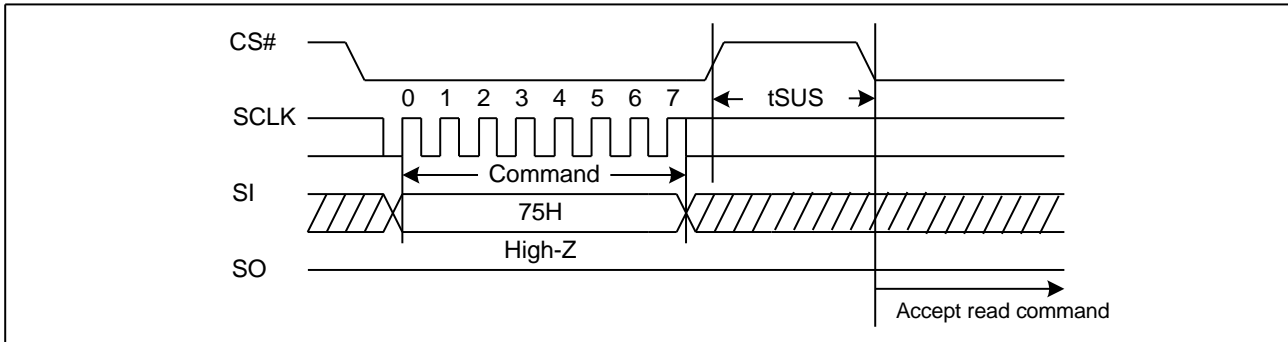 CS#
tSUS
0 1 2 3 4 5 6 7
SCLK
Command
SI
75H
High-Z
SO
Accept read command